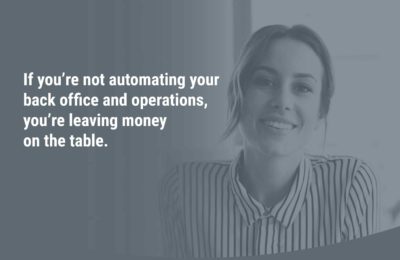 If you’re not automating your
back office and operations,
you’re leaving money
on the table.